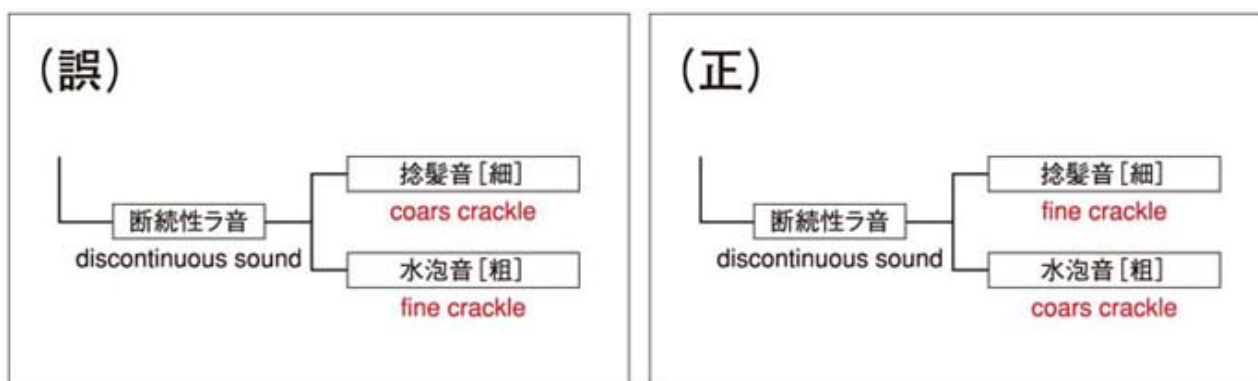 (誤)
捻髪音[細]
coars crackle
断続性ラ音
discontinuous sound
水泡音[粗]
fine crackle
(正)
捻髪音[細]
fine crackle
断続性ラ音
discontinuous sound
水泡音[粗]
coars crackle